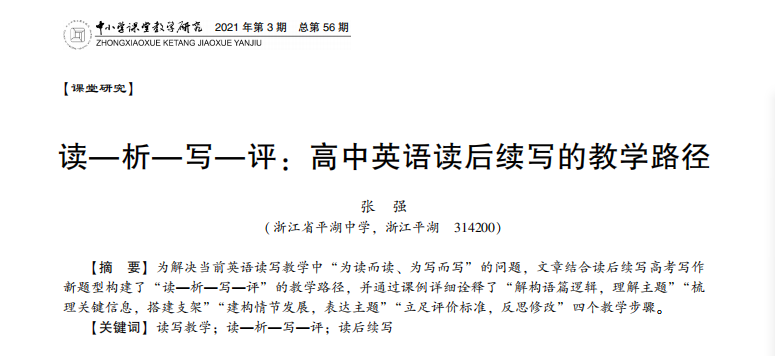 中小学课堂教学研究 2021年第3期 总第56期
ZHONGXIAOXUE KETANG JIAOXUE YANJIU
【课堂研究】
读—析—写—评：高中英语读后续写的教学路径
张 强
（浙江省平湖中学，浙江平湖 314200）
【摘 要】为解决当前英语读写教学中“为读而读、为写而写”的问题，文章结合读后续写高考写作
新题型构建了“读—析—写—评”的教学路径，并通过课例详细诠释了“解构语篇逻辑，理解主题”“梳
理关键信息，搭建支架”“建构情节发展，表达主题”“立足评价标准，反思修改”四个教学步骤。
【关键词】读写教学；读—析—写—评；读后续写